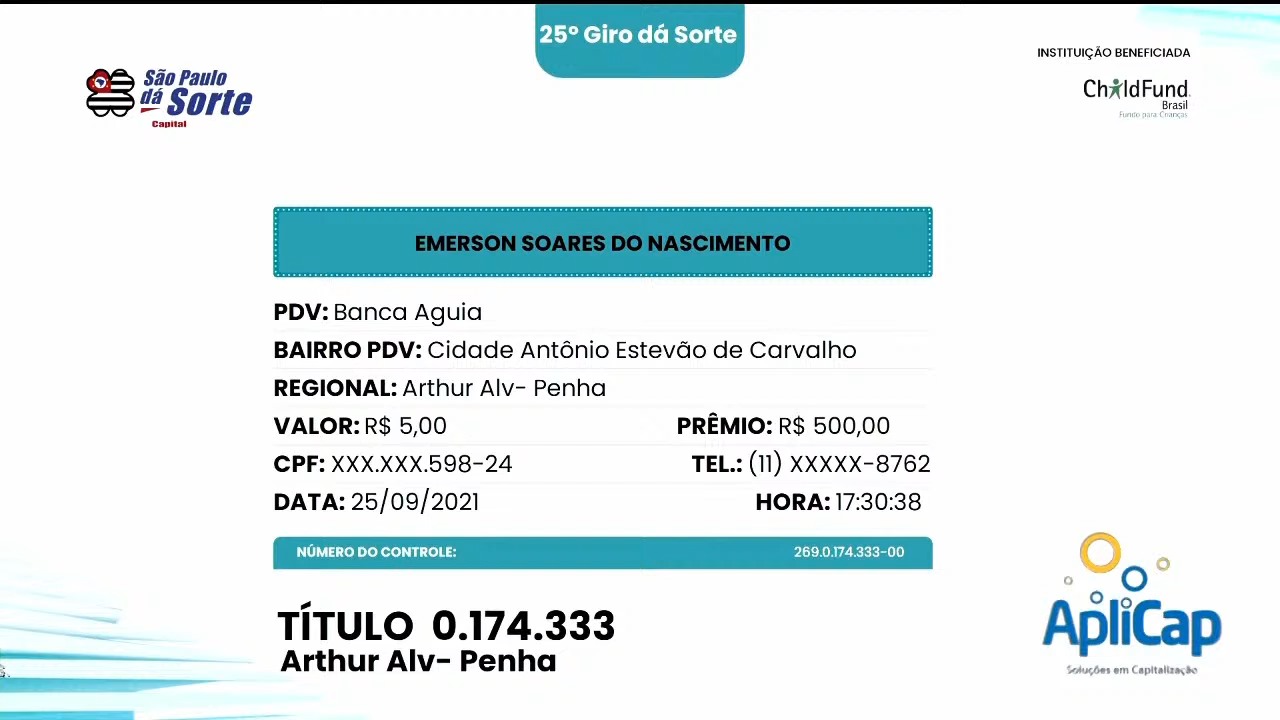 25º Giro dá Sorte
INSTITUIÇÃO BENEFICIADA
São Paulo
dá Sorte
Capital
ChildFund
Brasil
Fundo para Crianças
EMERSON SOARES DO NASCIMENTO
PDV: Banca Aguia
BAIRRO PDV: Cidade Antônio Estevão de Carvalho
REGIONAL: Arthur Alv- Penha
VALOR: R$ 5,00 PRÊMIO: R$ 500,00
CPF: XXX.XXX.598-24 TEL.: (11) XXXXX-8762
DATA: 25/09/2021 HORA: 17:30:38
NÚMERO DO CONTROLE: 269.0.174.333-00
TÍTULO 0.174.333
Arthur Alv- Penha
ApliCap
Soluções em Capitalização